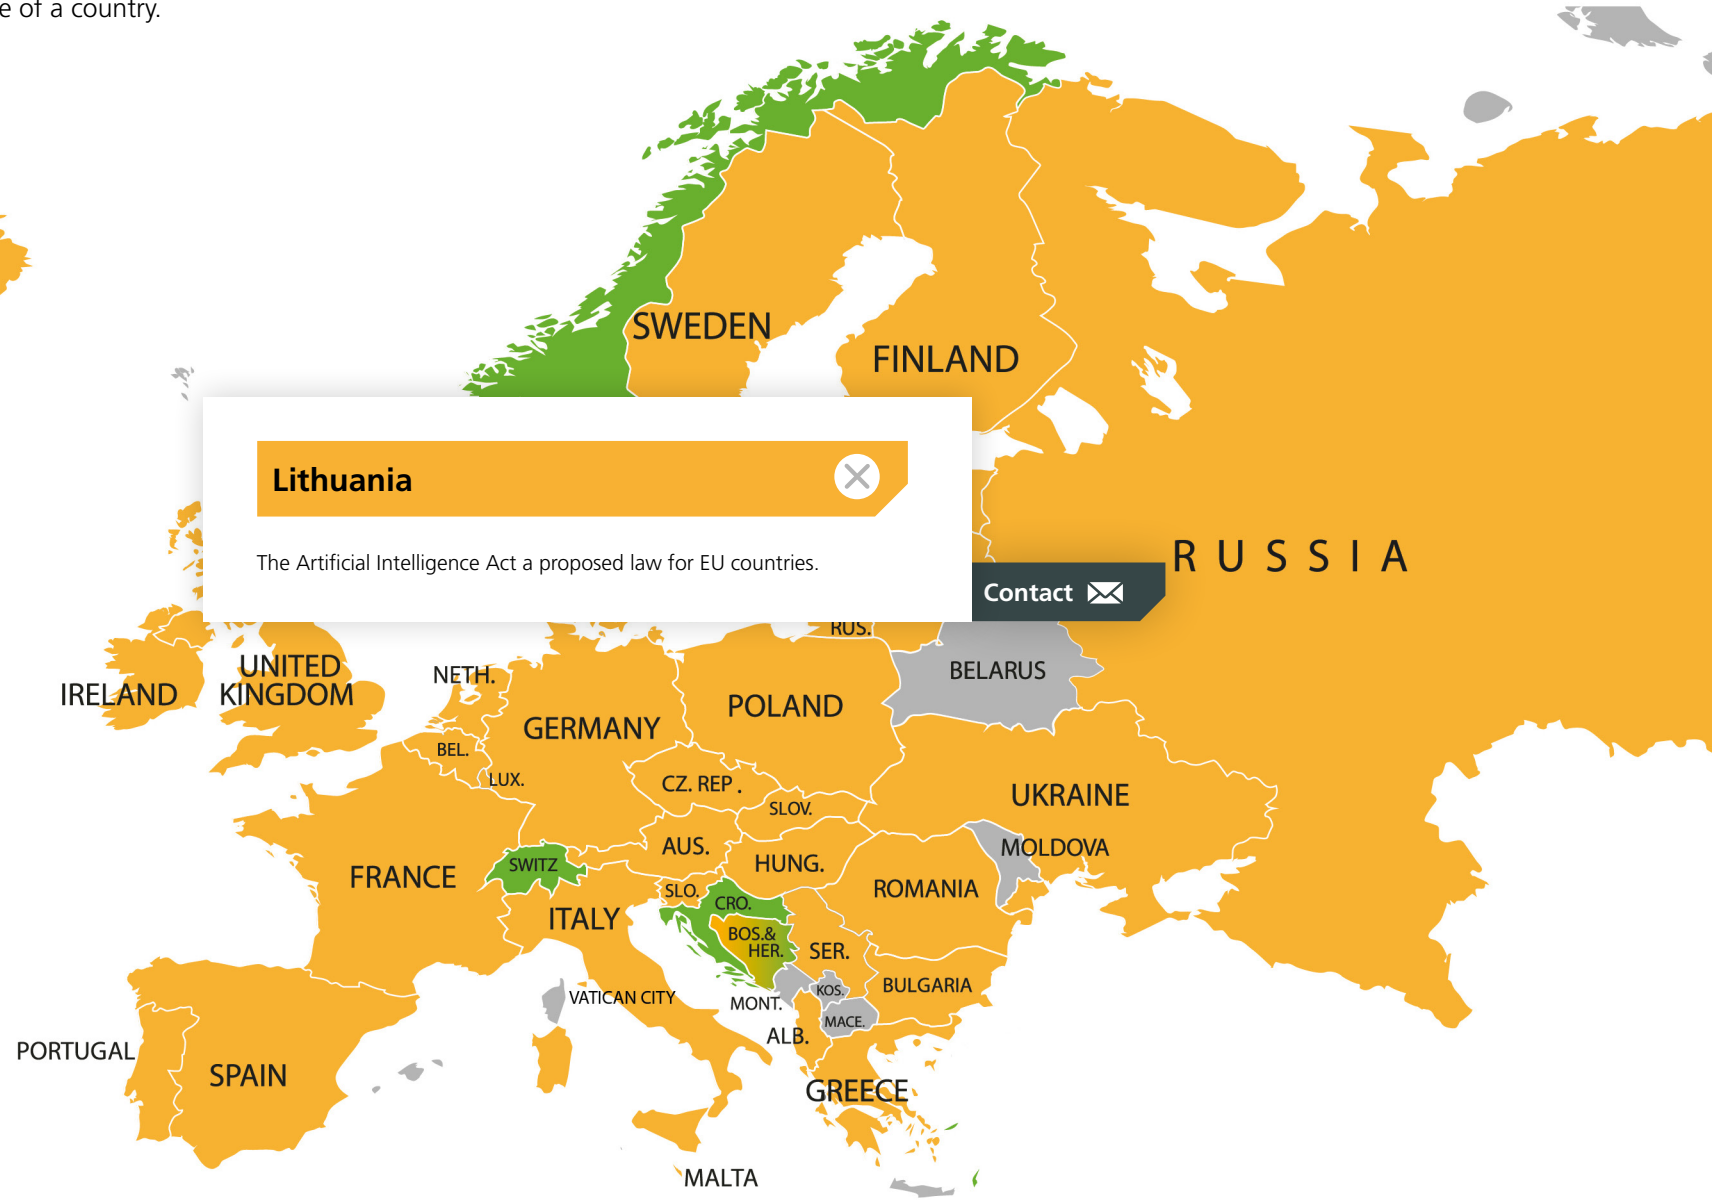 e of a country.
SWEDEN
FINLAND
Lithuania
The Artificial Intelligence Act a proposed law for EU countries.
RUSSIA
Contact
RUS.
UNITED
KINGDOM
IRELAND
NETH.
BELARUS
POLAND
GERMANY
BEL.
LUX.
CZ. REP .
SLOV.
UKRAINE
AUS.
HUNG.
MOLDOVA
SWITZ
FRANCE
ROMANIA
SLO.
CRO.
ITALY
BOS.&
HER.
SER.
BULGARIA
KOS.
VATICAN CITY
MONT.
MACE.
ALB.
PORTUGAL
SPAIN
GREECE
MALTA